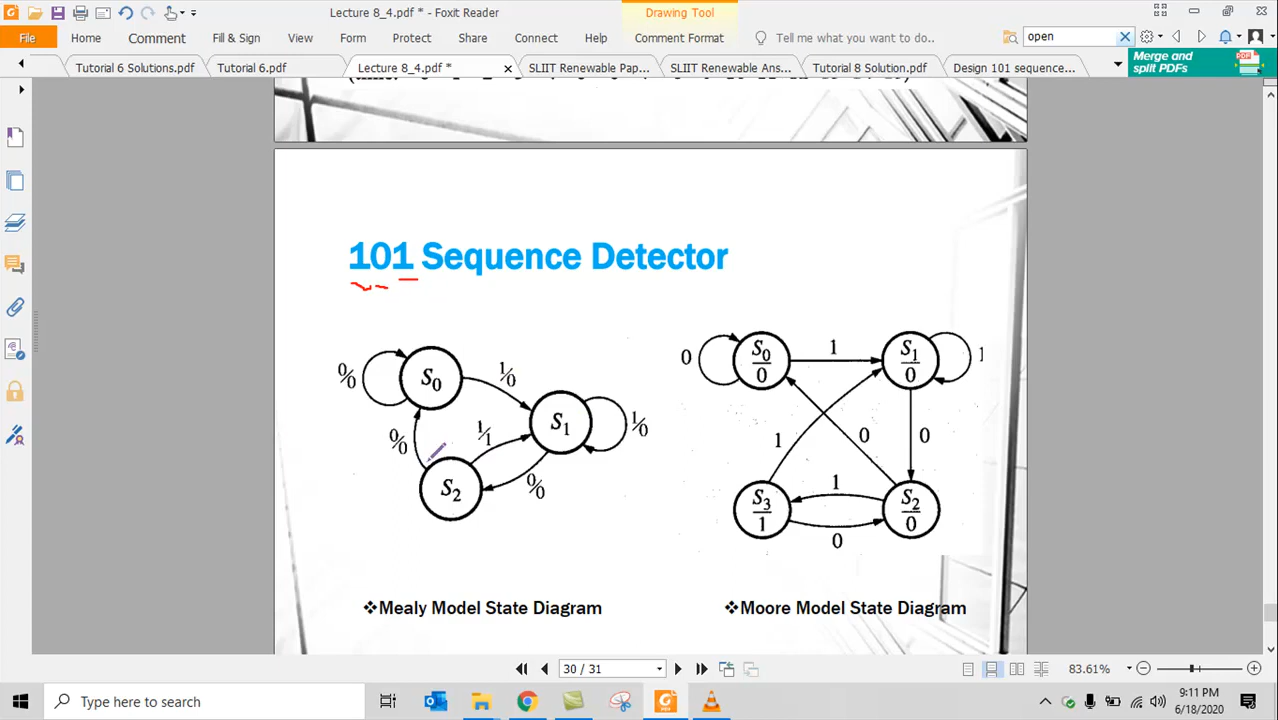 Lecture 8_4.pdf * - Foxit Reader
Drawing Tool
File Home Comment Fill & Sign View Form Protect Share Connect Help Comment Format Tell me what you want to do.. open
Tutorial 6 Solutions.pdf Tutorial 6.pdf Lecture 8_4.pdf * SLIIT Renewable Pap... SLIIT Renewable Ans... Tutorial 8 Solution.pdf Design 101 sequence...
Merge and
split PDFs
101 Sequence Detector
0/0 S0 1/0
S1 1/0
0/0 1/1
S2 0/0
0 S0/0 1 S1/0 1
1 0 0
S3/1 1 S2/0
0
❖Mealy Model State Diagram
❖Moore Model State Diagram
30 / 31
83.61%
Type here to search
9:11 PM
6/18/2020